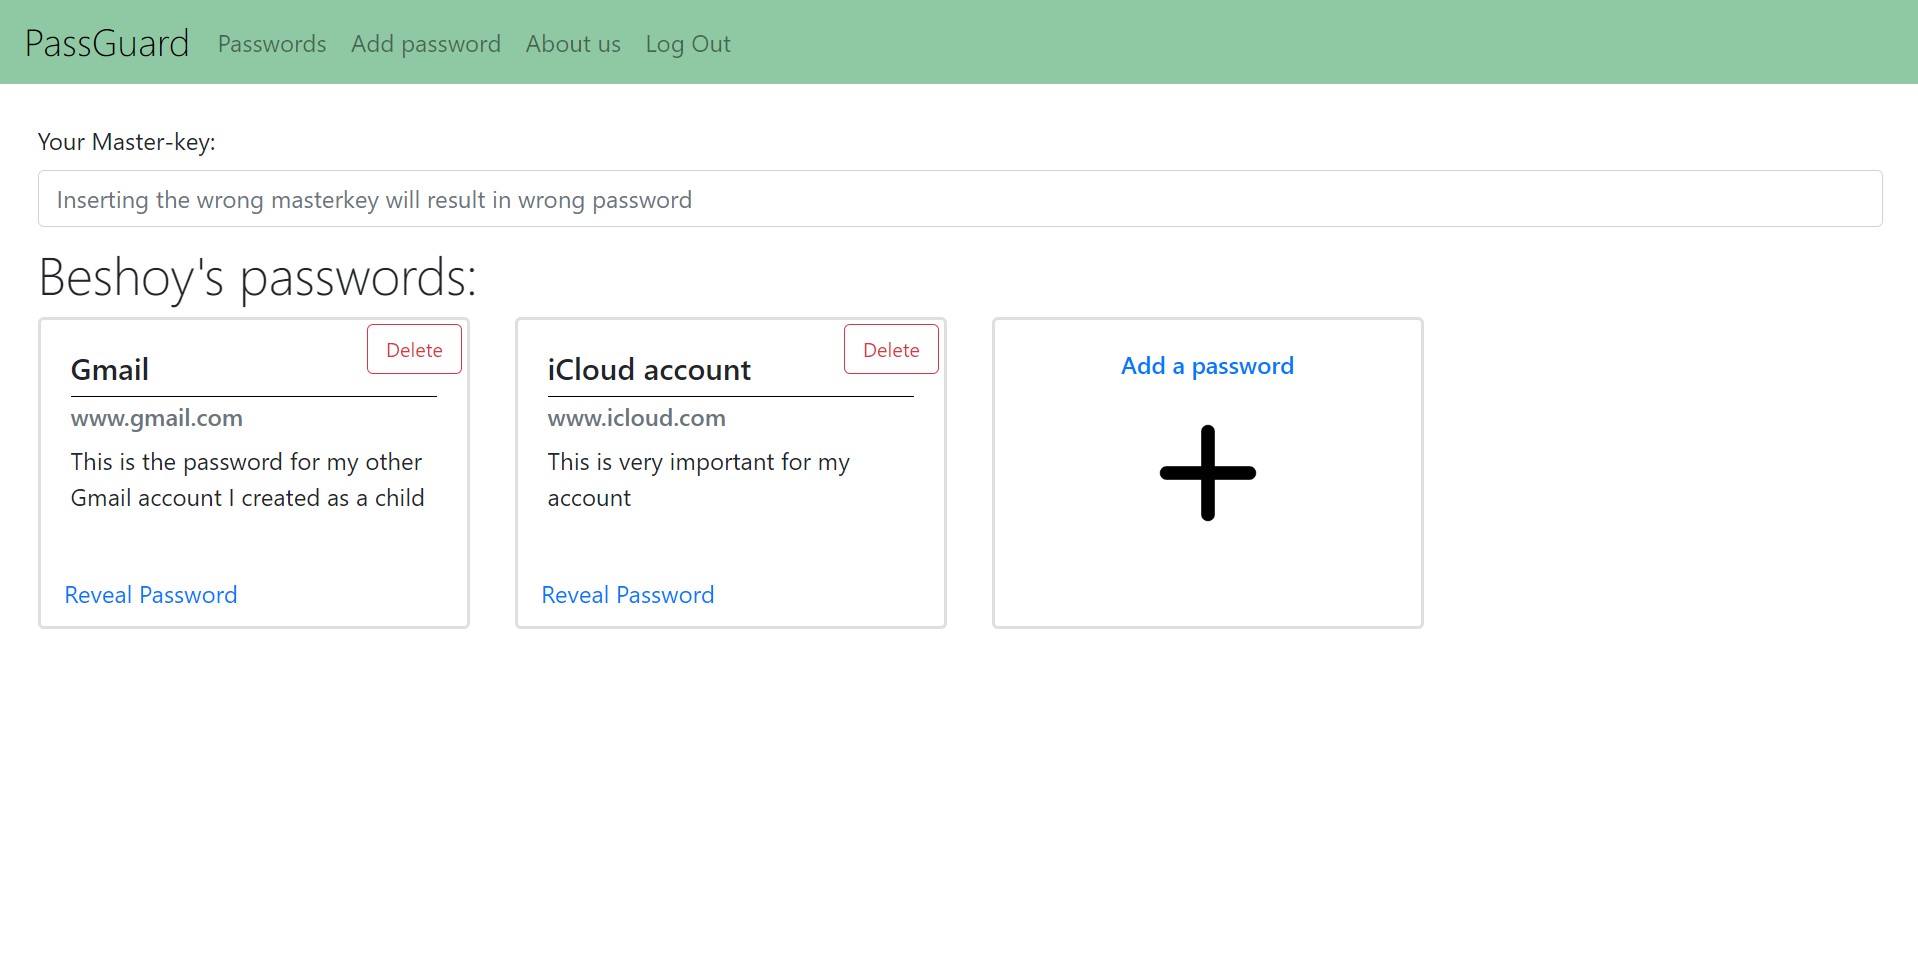 PassGuard Passwords Add password About us Log Out
Your Master-key:
Inserting the wrong masterkey will result in wrong password
Beshoy's passwords:
Delete
Gmail
www.gmail.com
This is the password for my other
Gmail account I created as a child
Reveal Password
Delete
iCloud account
www.icloud.com
This is very important for my
account
Reveal Password
Add a password